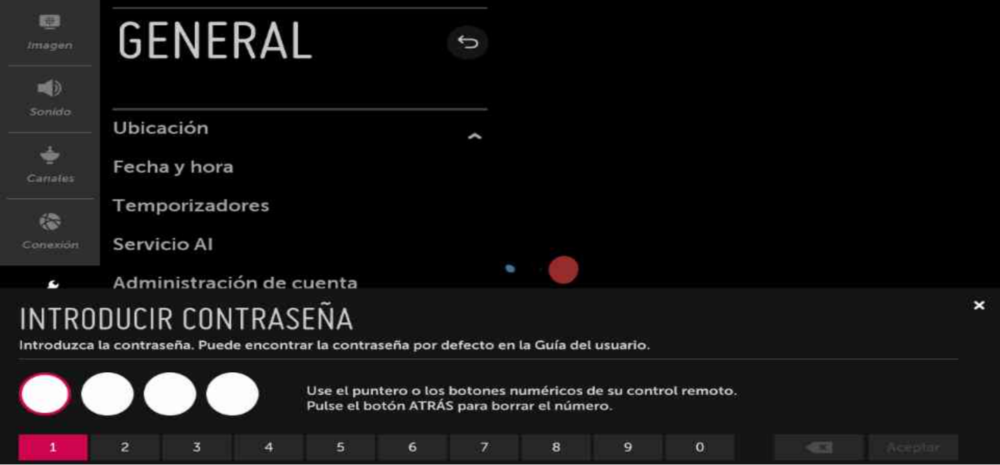 Imagen
GENERAL
Sonido
Ubicación
Canales
Fecha y hora
Temporizadores
Conexión
Servicio AI
Administración de cuenta
INTRODUCIR CONTRASEÑA
Introduzca la contraseña. Puede encontrar la contraseña por defecto en la Guía del usuario.
Use el puntero o los botones numéricos de su control remoto.
Pulse el botón ATRÁS para borrar el número.
1 2 3 4 5 6 7 8 9 0 Aceptar